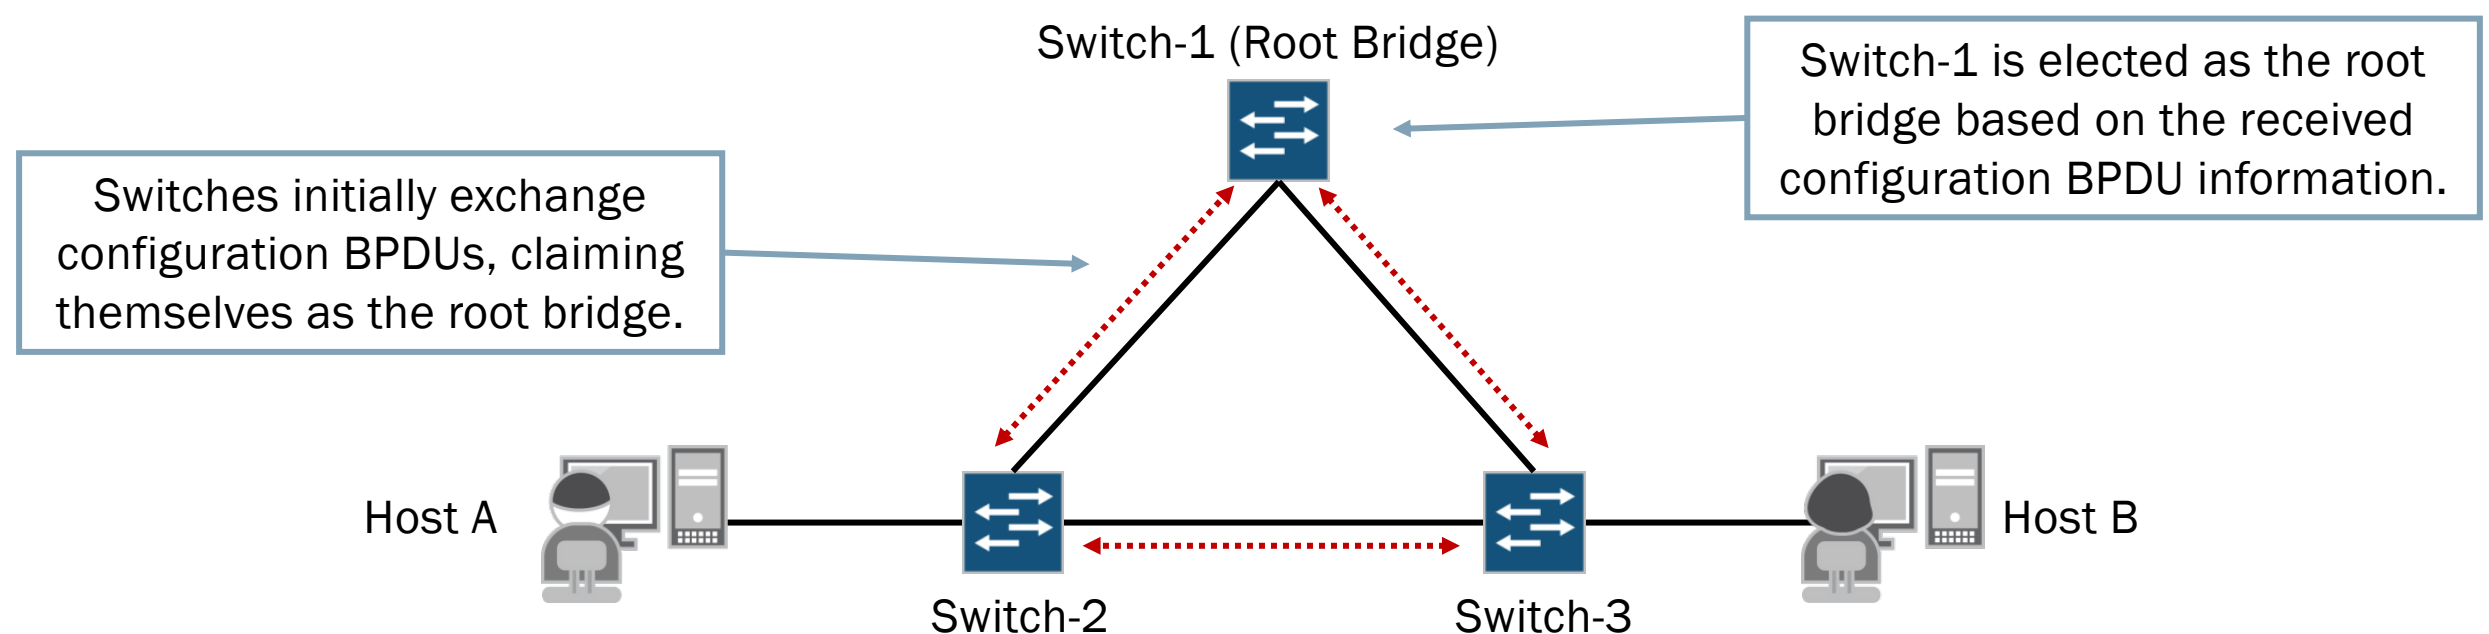 Switch-1 (Root Bridge)
Switch-1 is elected as the root
bridge based on the received
configuration BPDU information.
Switches initially exchange
configuration BPDUs, claiming
themselves as the root bridge.
Host A
Host B
Switch-2
Switch-3